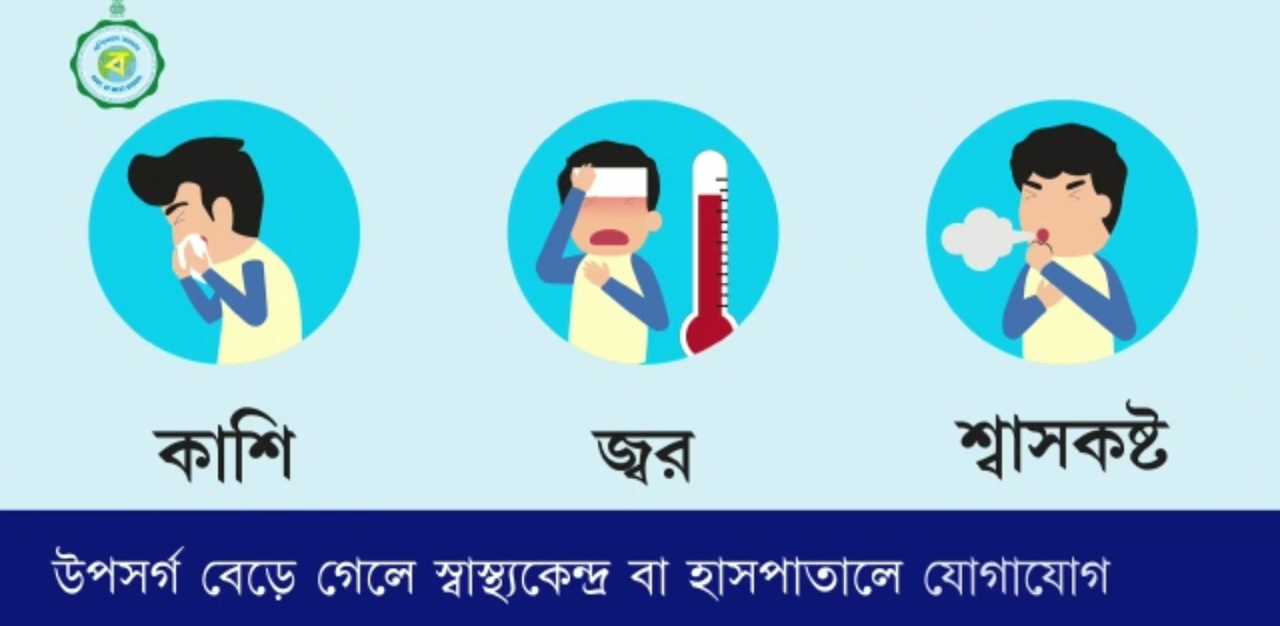 ব
কাশি
জ্বর
শ্বাসকষ্ট
উপসর্গ বেড়ে গেলে স্বাস্থ্যকেন্দ্র বা হাসপাতালে যোগাযোগ